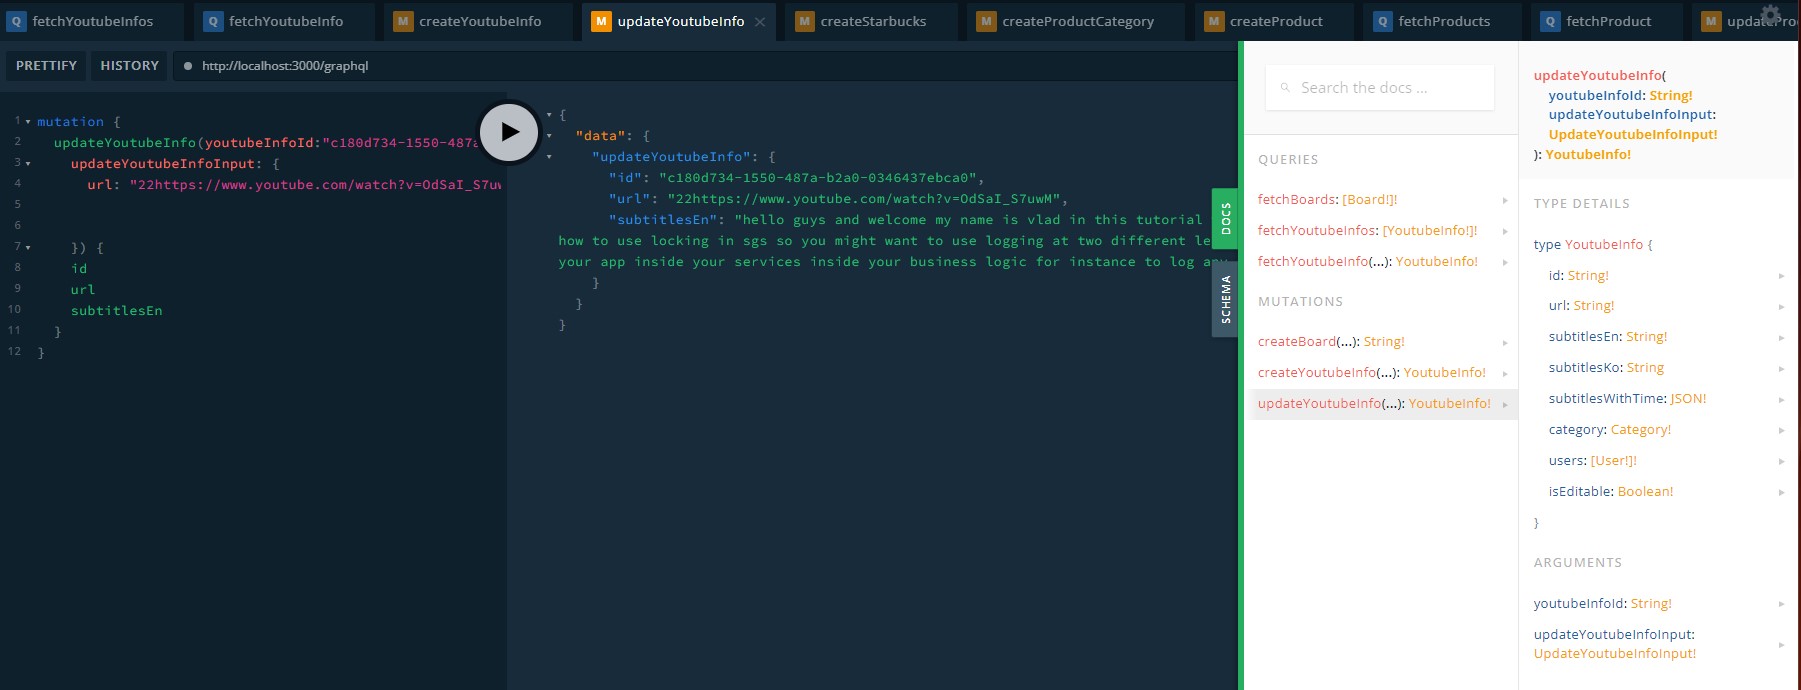 Q fetchYoutubeInfos
Q fetchYoutubeInfo
M createYoutubeInfo
M updateYoutubeInfo ×
M createStarbucks
M createProductCategory
M createProduct
Q fetchProducts
Q fetchProduct
M updatePro
PRETTIFY HISTORY http://localhost:3000/graphql
1 mutation {
2 updateYoutubeInfo(youtubeInfoId:"c180d734-1550-487a
3 updateYoutubeInfoInput: {
4 url: "22https://www.youtube.com/watch?v=OdSaI_S7uw
5
6
7 }) {
8 id
9 url
10 subtitlesEn
11 }
12 }
{
"data": {
"updateYoutubeInfo": {
"id": "c180d734-1550-487a-b2a0-0346437ebca0",
"url": "22https://www.youtube.com/watch?v=OdSaI_S7uwM",
"subtitlesEn": "hello guys and welcome my name is vlad in this tutorial
how to use locking in sgs so you might want to use logging at two different le
your app inside your services inside your business logic for instance to log any
}
}
}
DOCS
SCHEMA
Search the docs ...
QUERIES
fetchBoards: [Board!]!
fetchYoutubeInfos: [YoutubeInfo!]!
fetchYoutubeInfo(...): YoutubeInfo!
MUTATIONS
createBoard(...): String!
createYoutubeInfo(...): YoutubeInfo!
updateYoutubeInfo(...): YoutubeInfo!
updateYoutubeInfo(
youtubeInfoId: String!
updateYoutubeInfoInput:
UpdateYoutubeInfoInput!
): YoutubeInfo!
TYPE DETAILS
type YoutubeInfo {
id: String!
url: String!
subtitlesEn: String!
subtitlesKo: String
subtitlesWithTime: JSON!
category: Category!
users: [User!]!
isEditable: Boolean!
}
ARGUMENTS
youtubeInfoId: String!
updateYoutubeInfoInput:
UpdateYoutubeInfoInput!